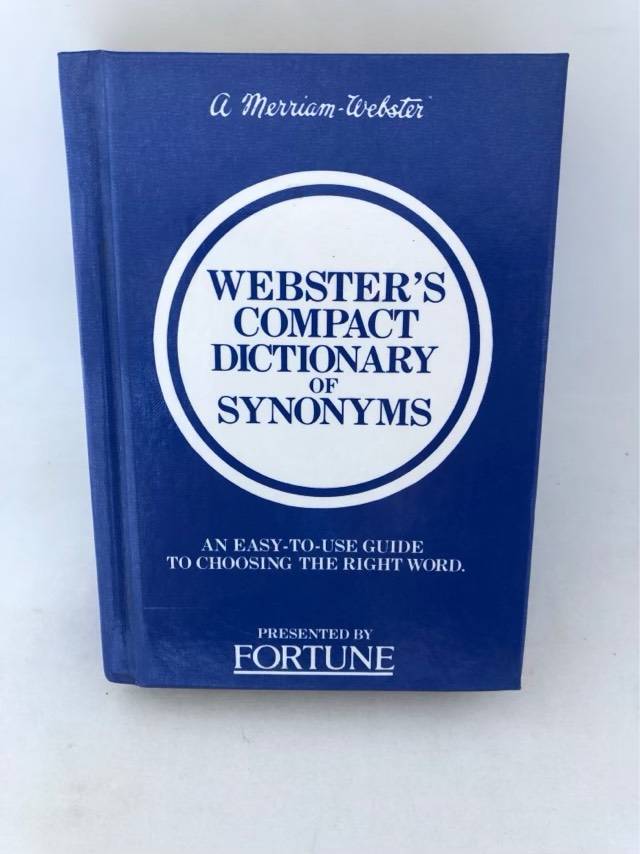 A Merriam-Webster™
WEBSTER'S
COMPACT
DICTIONARY
OF
SYNONYMS
AN EASY-TO-USE GUIDE
TO CHOOSING THE RIGHT WORD.
PRESENTED BY
FORTUNE